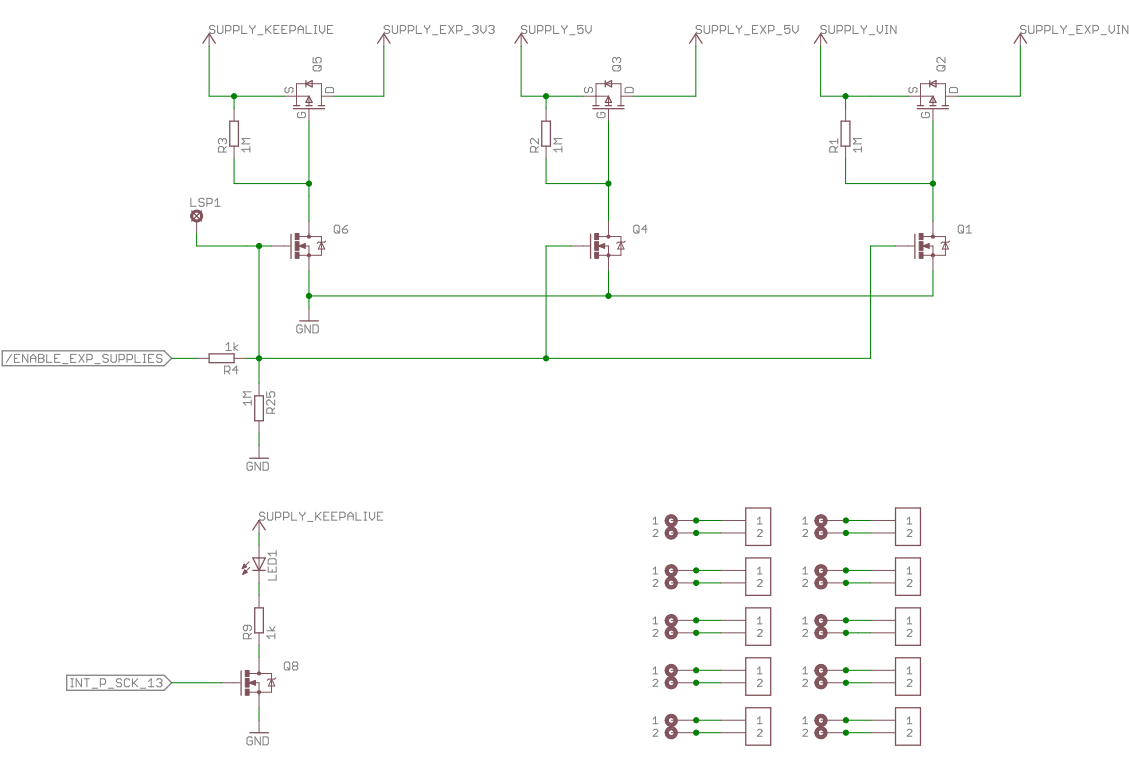 SUPPLY_KEEPALIVE
SUPPLY_EXP_3V3
SUPPLY_5V
SUPPLY_EXP_5V
SUPPLY_VIN
SUPPLY_EXP_VIN
Q5
Q3
Q2
S
D
G
S
D
G
S
D
G
R3
1M
R2
1M
R1
1M
LSP1
Q6
Q4
Q1
GND
/ENABLE_EXP_SUPPLIES
1k
R4
1M
R25
GND
SUPPLY_KEEPALIVE
LED1
R9
1k
Q8
INT_P_SCK_13
GND
1 1 1 1
2 2 2 2
1 1 1 1
2 2 2 2
1 1 1 1
2 2 2 2
1 1 1 1
2 2 2 2
1 1 1 1
2 2 2 2